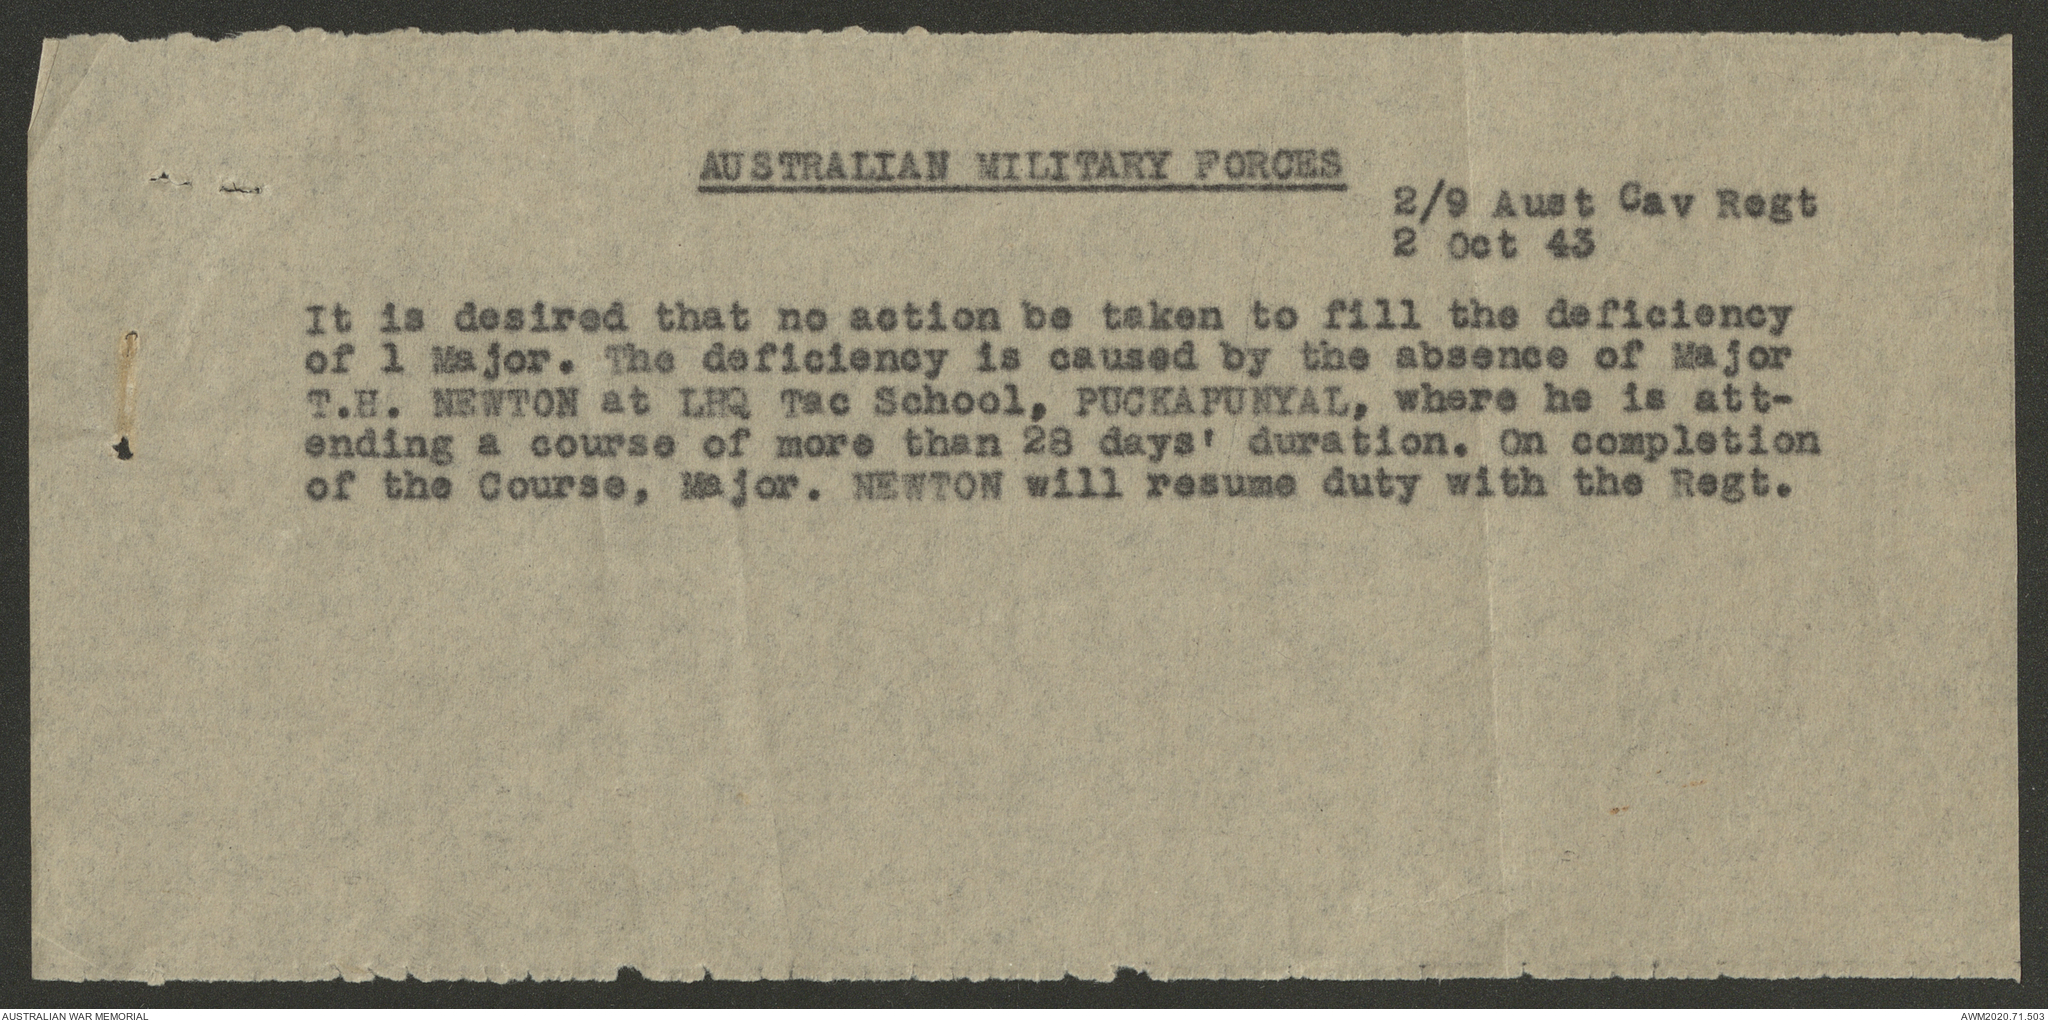 AUSTRALIAN MILITARY FORCES
2/9 Aust Cav Regt
2 Oct 43
It is desired that no action be taken to fill the deficiency
of 1 Major. The deficiency is caused by the absence of Major
T.H. NEWTON at LHQ Tac School, PUCKAPUNYAL, where he is att-
ending a course of more than 28 days' duration. On completion
of the Course, Major. NEWTON will resume duty with the Regt.
AUSTRALIAN WAR MEMORIAL
AWM2020.71.503